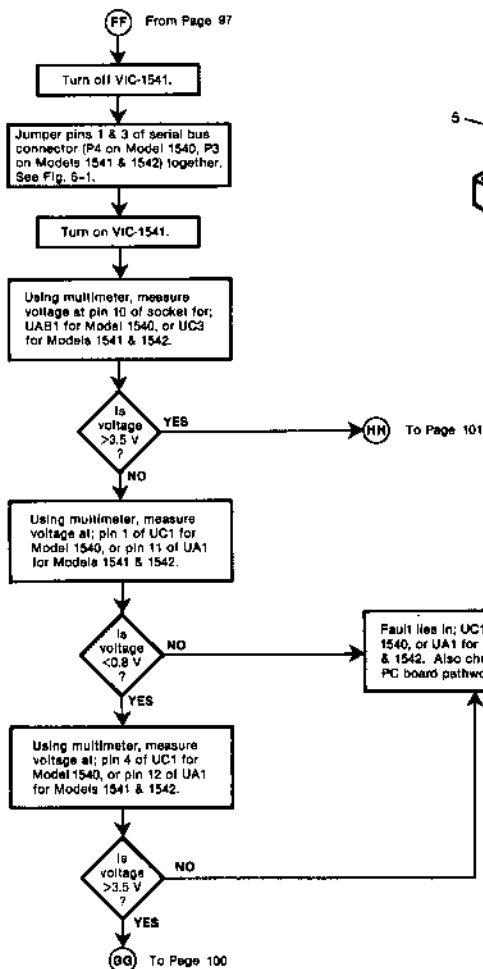 FF From Page 97
Turn off VIC-1541.
Jumper pins 1 & 3 of serial bus
connector (P4 on Model 1540, P3
on Models 1541 & 1542) together.
See Fig. 6-1.
5
Turn on VIC-1541.
Using multimeter, measure
voltage at pin 10 of socket for;
UAB1 for Model 1540, or UC3
for Models 1541 & 1542.
Is
voltage
>3.5 V
?
YES
HH To Page 101
NO
Using multimeter, measure
voltage at; pin 1 of UC1 for
Model 1540, or pin 11 of UA1
for Models 1541 & 1542.
Is
voltage
<0.8 V
?
NO
Fault lies in; UC1
1540, or UA1 for
& 1542. Also
PC board
YES
Using multimeter, measure
voltage at; pin 4 of UC1 for
Model 1540, or pin 12 of UA1
for Models 1541 & 1542.
Is
voltage
>3.5 V
?
NO
YES
GG To Page 100